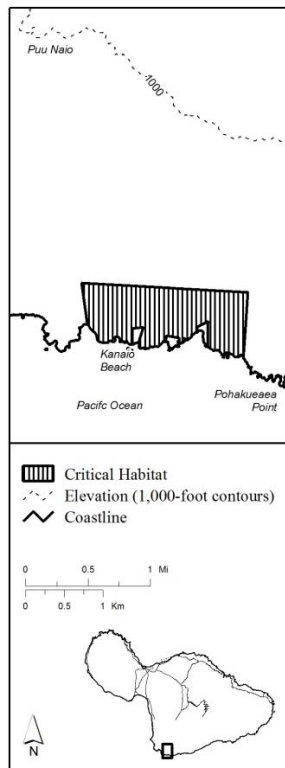 Puu Naio
1000
Kanaio
Beach
Pohakueaea
Point
Pacifc Ocean
Critical Habitat
Elevation (1,000-foot contours)
Coastline
0 0.5 1 Mi
0 0.5 1 Km
N